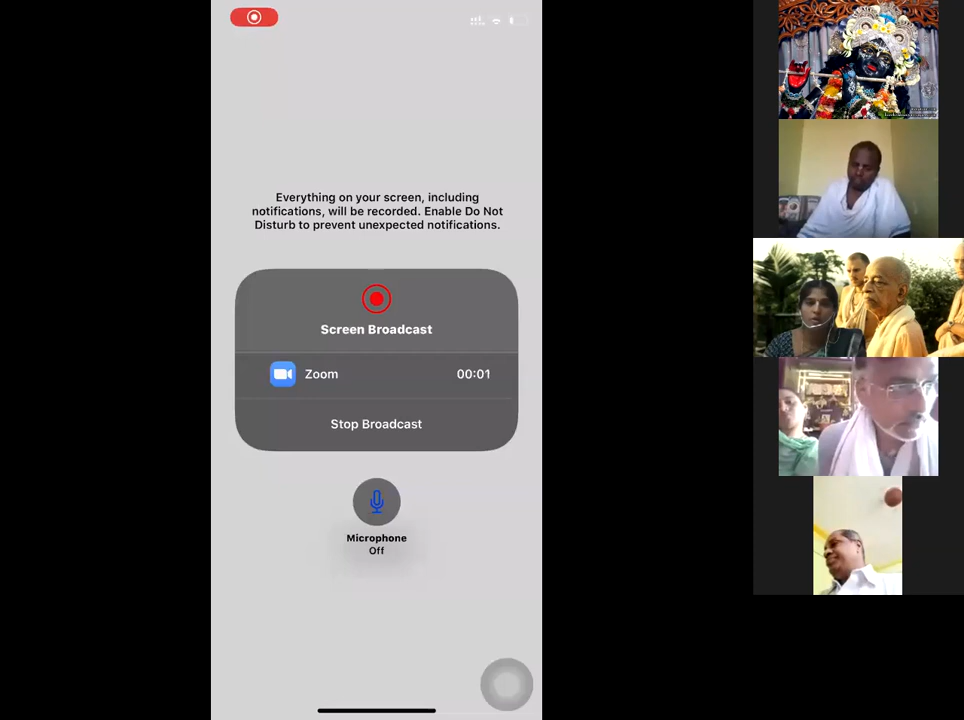 Everything on your screen, including
notifications, will be recorded. Enable Do Not
Disturb to prevent unexpected notifications.
Screen Broadcast
Zoom 00:01
Stop Broadcast
Microphone
Off